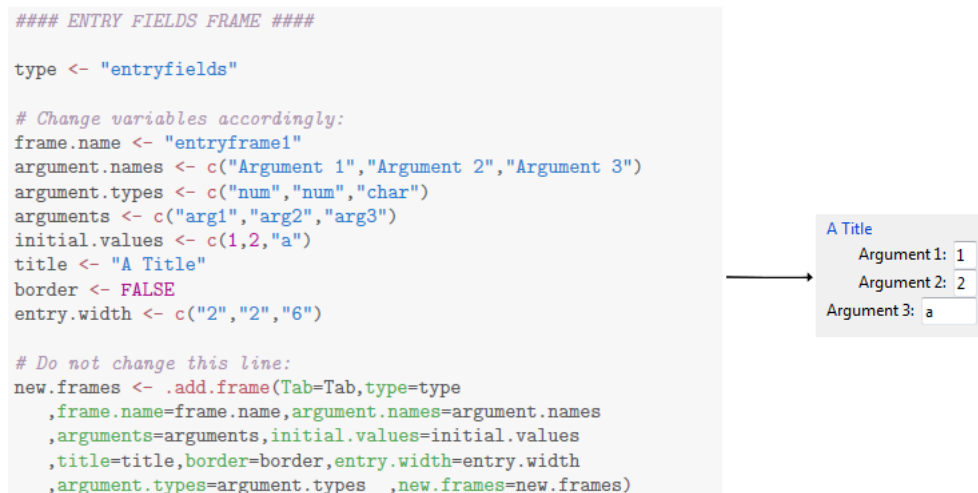 #### ENTRY FIELDS FRAME ####
type <- "entryfields"
# Change variables accordingly:
frame.name <- "entryframe1"
argument.names <- c("Argument 1","Argument 2","Argument 3")
argument.types <- c("num","num","char")
arguments <- c("arg1","arg2","arg3")
initial.values <- c(1,2,"a")
title <- "A Title"
border <- FALSE
entry.width <- c("2","2","6")
# Do not change this line:
new.frames <- .add.frame(Tab=Tab,type=type
,frame.name=frame.name,argument.names=argument.names
,arguments=arguments,initial.values=initial.values
,title=title,border=border,entry.width=entry.width
,argument.types=argument.types ,new.frames=new.frames)
A Title
Argument 1: 1
Argument 2: 2
Argument 3: a